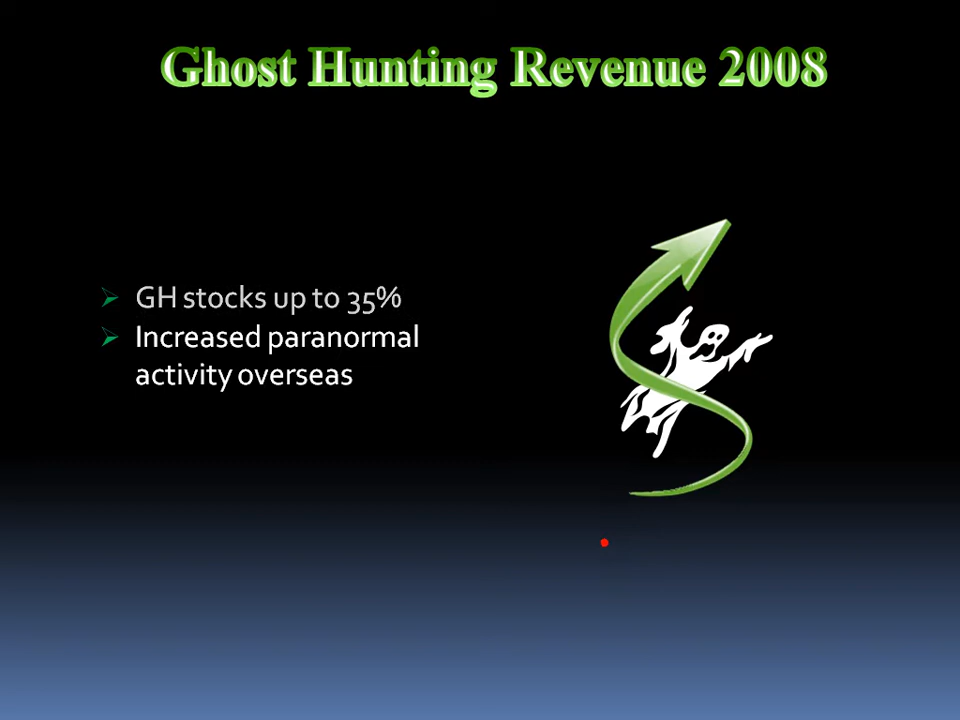 Ghost Hunting Revenue 2008
GH stocks up to 35%
Increased paranormal
activity overseas